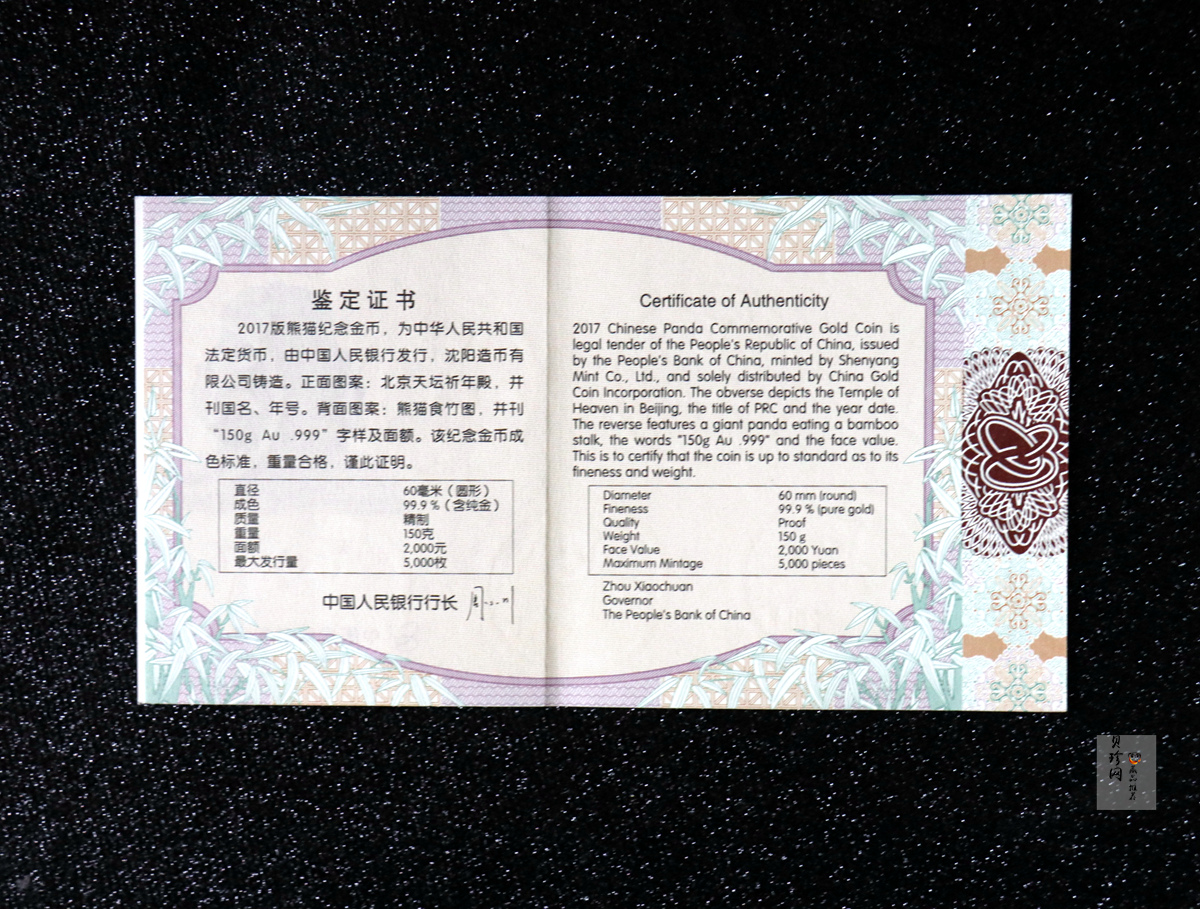 鉴定证书
2017版熊猫纪念金币，为中华人民共和国
法定货币，由中国人民银行发行，沈阳造币有
限公司铸造。正面图案：北京天坛祈年殿，并
刊国名、年号。背面图案：熊猫食竹图，并刊
“150g Au .999”字样及面额。该纪念金币成
色标准，重量合格，谨此证明。
直径 60毫米（圆形）
成色 99.9 %（含纯金）
质量 精制
重量 150克
面额 2,000元
最大发行量 5,000枚
中国人民银行行长
Certificate of Authenticity
2017 Chinese Panda Commemorative Gold Coin is
legal tender of the People's Republic of China, issued
by the People's Bank of China, minted by Shenyang
Mint Co., Ltd., and solely distributed by China Gold
Coin Incorporation. The obverse depicts the Temple of
Heaven in Beijing, the title of PRC and the year date.
The reverse features a giant panda eating a bamboo
stalk, the words "150g Au .999" and the face value.
This is to certify that the coin is up to standard as to its
fineness and weight.
Diameter 60 mm (round)
Fineness 99.9 % (pure gold)
Quality Proof
Weight 150 g
Face Value 2,000 Yuan
Maximum Mintage 5,000 pieces
Zhou Xiaochuan
Governor
The People's Bank of China